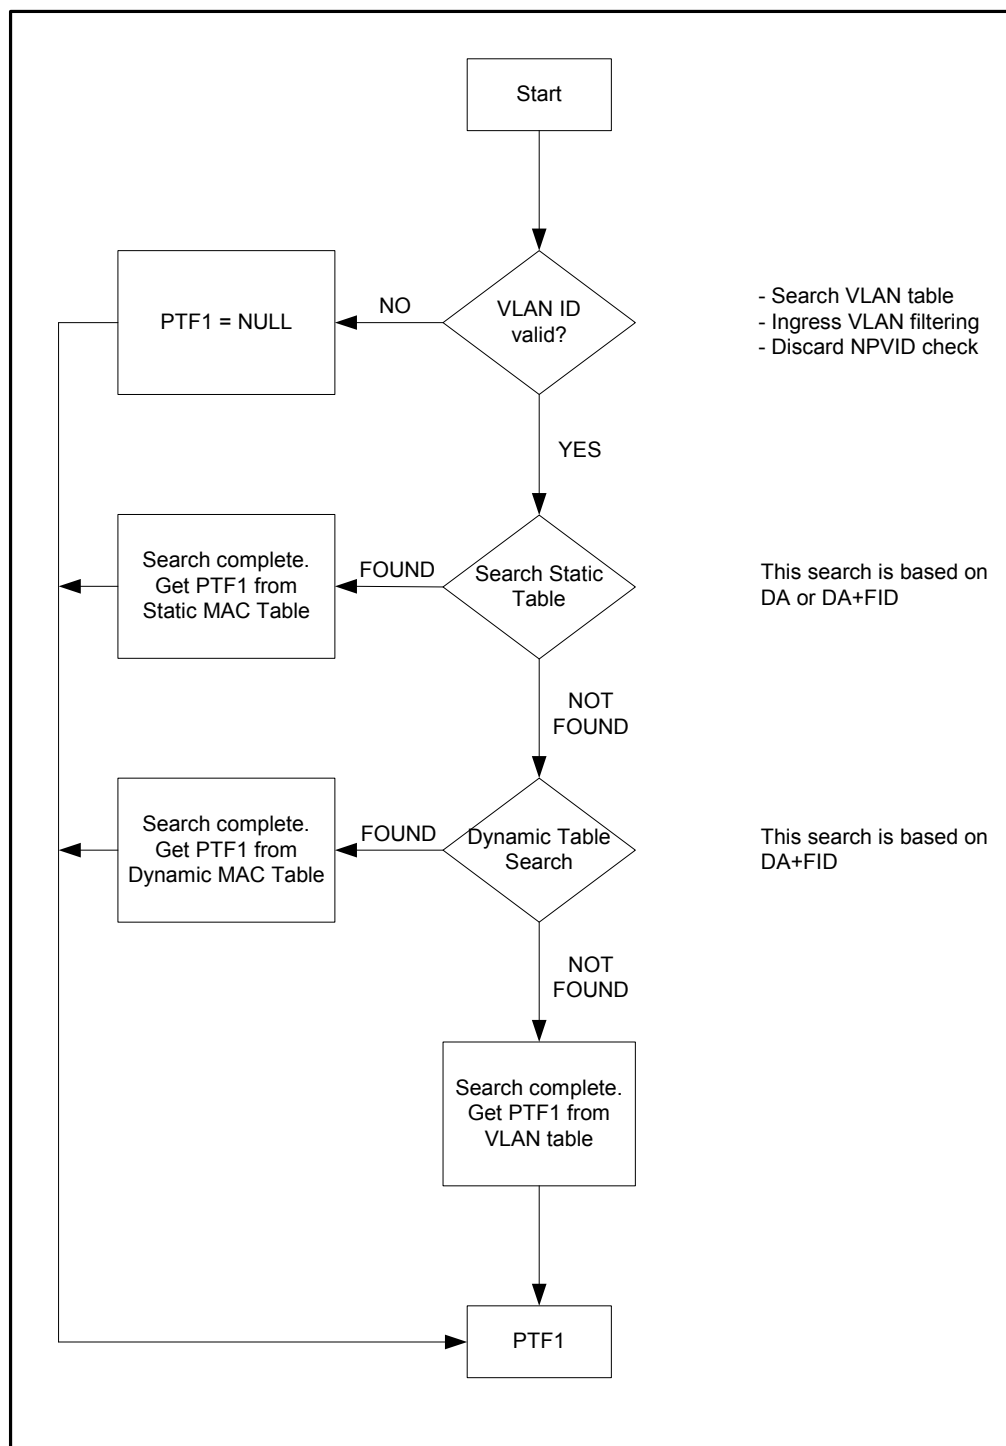 Start
NO
PTF1 = NULL
VLAN ID
valid?
- Search VLAN table
- Ingress VLAN filtering
- Discard NPVID check
YES
Search complete.
Get PTF1 from
Static MAC Table
FOUND
Search Static
Table
This search is based on
DA or DA+FID
NOT
FOUND
Search complete.
Get PTF1 from
Dynamic MAC Table
FOUND
Dynamic Table
Search
This search is based on
DA+FID
NOT
FOUND
Search complete.
Get PTF1 from
VLAN table
PTF1